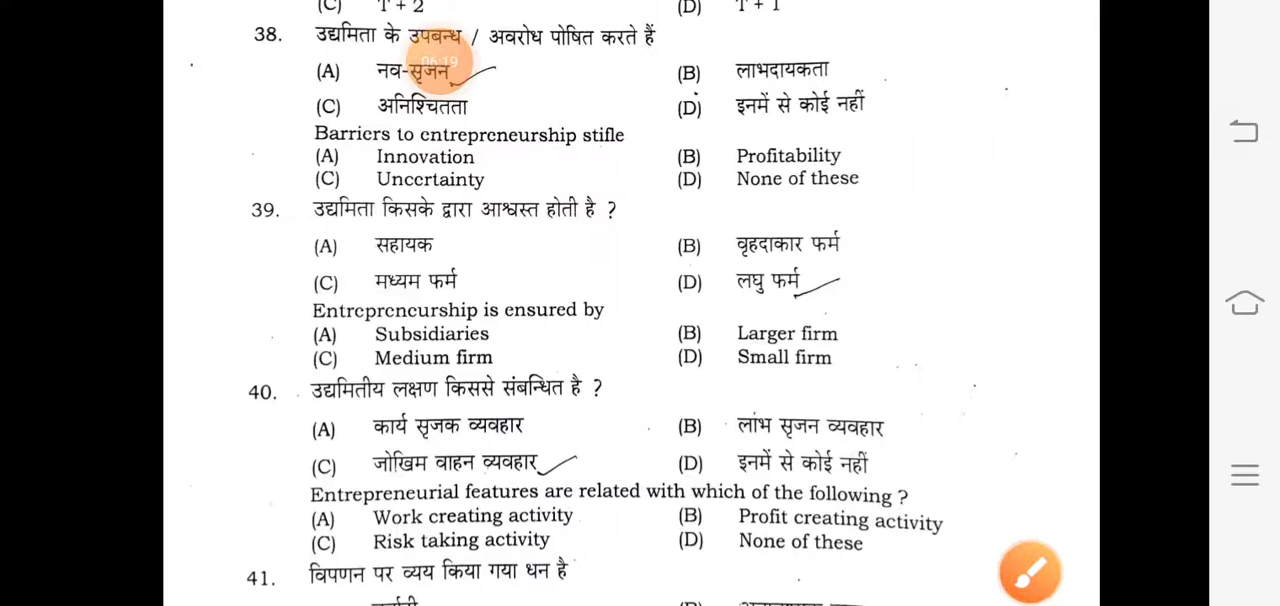 (C) T + 2 (D) T + 1
38. उद्यमिता के उपबन्ध / अवरोध पोषित करते हैं
06:19
(A) नव-सृजन (B) लाभदायकता
(C) अनिश्चितता (D) इनमें से कोई नहीं
Barriers to entrepreneurship stifle
(A) Innovation (B) Profitability
(C) Uncertainty (D) None of these
39. उद्यमिता किसके द्वारा आश्वस्त होती है ?
(A) सहायक (B) वृहदाकार फर्म
(C) मध्यम फर्म (D) लघु फर्म
Entrepreneurship is ensured by
(A) Subsidiaries (B) Larger firm
(C) Medium firm (D) Small firm
40. उद्यमितीय लक्षण किससे संबन्धित है ?
(A) कार्य सृजक व्यवहार (B) लाभ सृजन व्यवहार
(C) जोखिम वाहन व्यवहार (D) इनमें से कोई नहीं
Entrepreneurial features are related with which of the following ?
(A) Work creating activity (B) Profit creating activity
(C) Risk taking activity (D) None of these
41. विपणन पर व्यय किया गया धन है